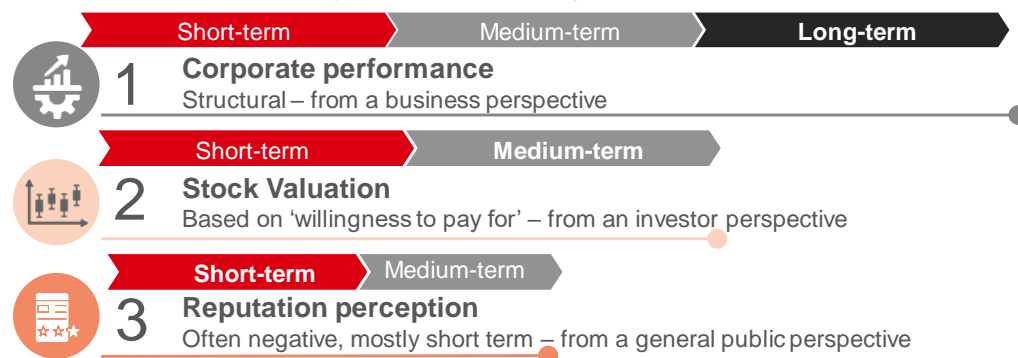 Short-term Medium-term Long-term
1 Corporate performance
Structural – from a business perspective
Short-term Medium-term
2 Stock Valuation
Based on ‘willingness to pay for’ – from an investor perspective
Short-term Medium-term
3 Reputation perception
Often negative, mostly short term – from a general public perspective